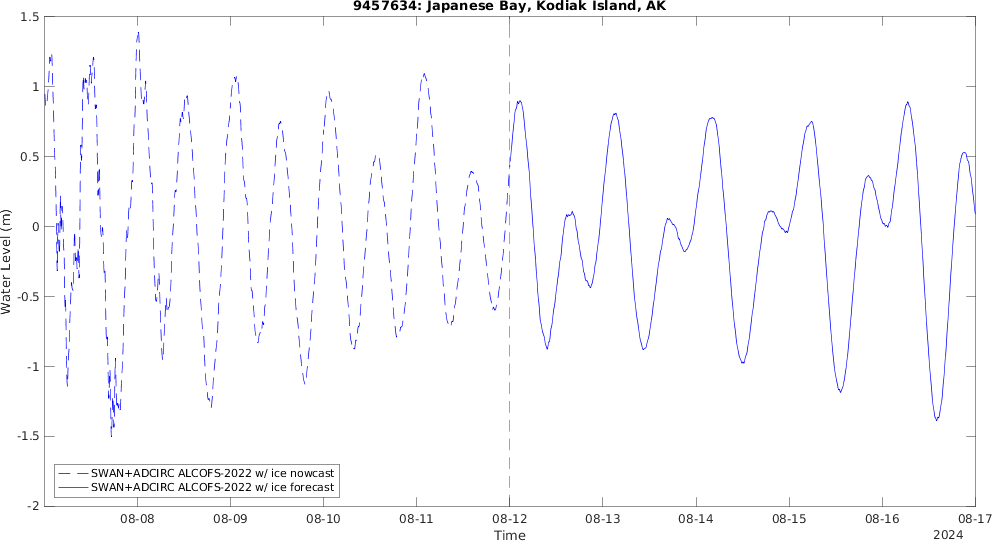 9457634: Japanese Bay, Kodiak Island, AK
1.5
1
0.5
0
-0.5
-1
-1.5
-2
Water Level (m)
SWAN+ADCIRC ALCOFS-2022 w/ ice nowcast
SWAN+ADCIRC ALCOFS-2022 w/ ice forecast
08-08 08-09 08-10 08-11 08-12 08-13 08-14 08-15 08-16 08-17
Time
2024